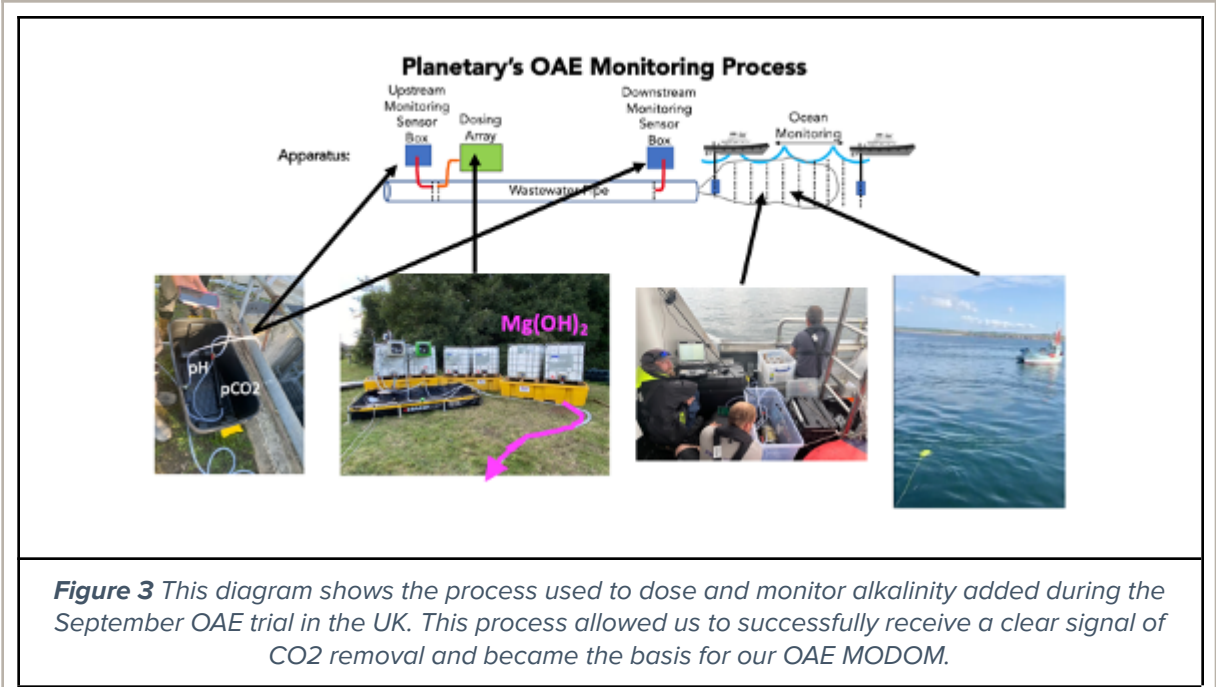 Planetary's OAE Monitoring Process
Upstream
Monitoring
Sensor
Box
Dosing
Array
Downstream
Monitoring
Sensor
Box
Ocean
Monitoring
Apparatus:
Wastewater Pipe
Mg(OH)2
pH
pCO2
Figure 3 This diagram shows the process used to dose and monitor alkalinity added during the
September OAE trial in the UK. This process allowed us to successfully receive a clear signal of
CO2 removal and became the basis for our OAE MODOM.